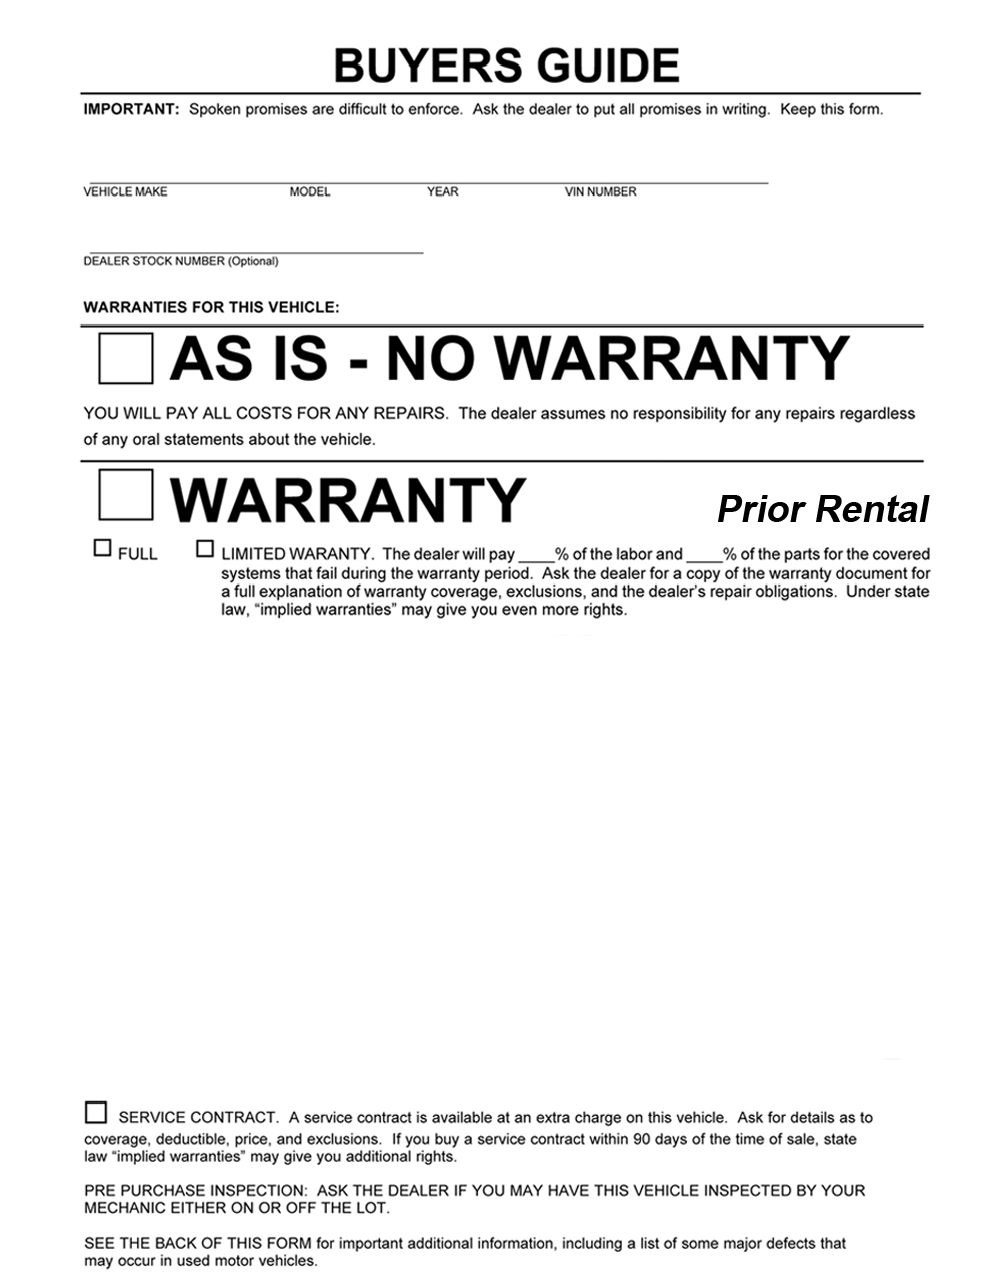 BUYERS GUIDE
IMPORTANT: Spoken promises are difficult to enforce. Ask the dealer to put all promises in writing. Keep this form.
VEHICLE MAKE MODEL YEAR VIN NUMBER
DEALER STOCK NUMBER (Optional)
WARRANTIES FOR THIS VEHICLE:
AS IS - NO WARRANTY
YOU WILL PAY ALL COSTS FOR ANY REPAIRS. The dealer assumes no responsibility for any repairs regardless
of any oral statements about the vehicle.
WARRANTY Prior Rental
FULL LIMITED WARANTY. The dealer will pay ____% of the labor and ____% of the parts for the covered
systems that fail during the warranty period. Ask the dealer for a copy of the warranty document for
a full explanation of warranty coverage, exclusions, and the dealer's repair obligations. Under state
law, “implied warranties” may give you even more rights.
SERVICE CONTRACT. A service contract is available at an extra charge on this vehicle. Ask for details as to
coverage, deductible, price, and exclusions. If you buy a service contract within 90 days of the time of sale, state
law “implied warranties” may give you additional rights.
PRE PURCHASE INSPECTION: ASK THE DEALER IF YOU MAY HAVE THIS VEHICLE INSPECTED BY YOUR
MECHANIC EITHER ON OR OFF THE LOT.
SEE THE BACK OF THIS FORM for important additional information, including a list of some major defects that
may occur in used motor vehicles.